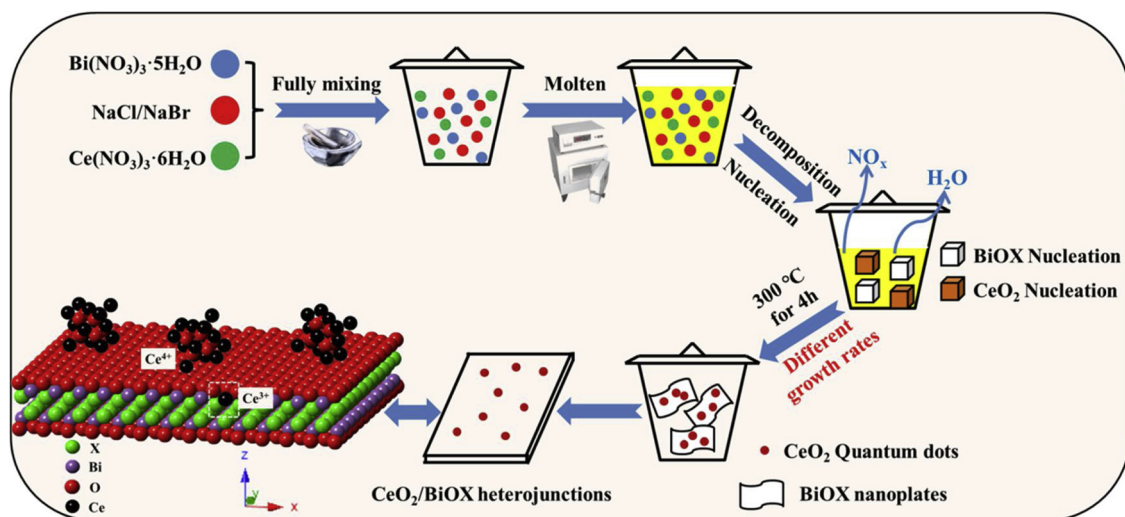 Bi(NO₃)₃·5H₂O
NaCl/NaBr
Ce(NO₃)₃·6H₂O
Fully mixing
Molten
Decomposition
Nucleation
NOₓ
H₂O
BiOX Nucleation
CeO₂ Nucleation
300 °C
for 4h
Different
growth rates
CeO₂ Quantum dots
BiOX nanoplates
CeO₂/BiOX heterojunctions
Ce⁴⁺
Ce³⁺
X
Bi
O
Ce
z
y
x